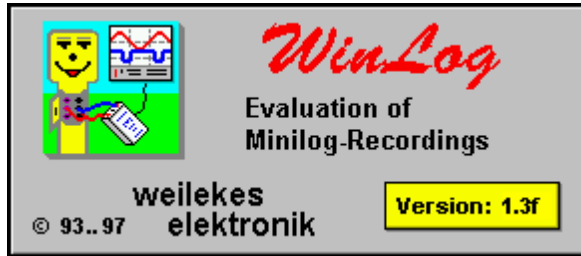 WinLog
Evaluation of
Minilog-Recordings
weilekes
elektronik
© 93..97
Version: 1.3f